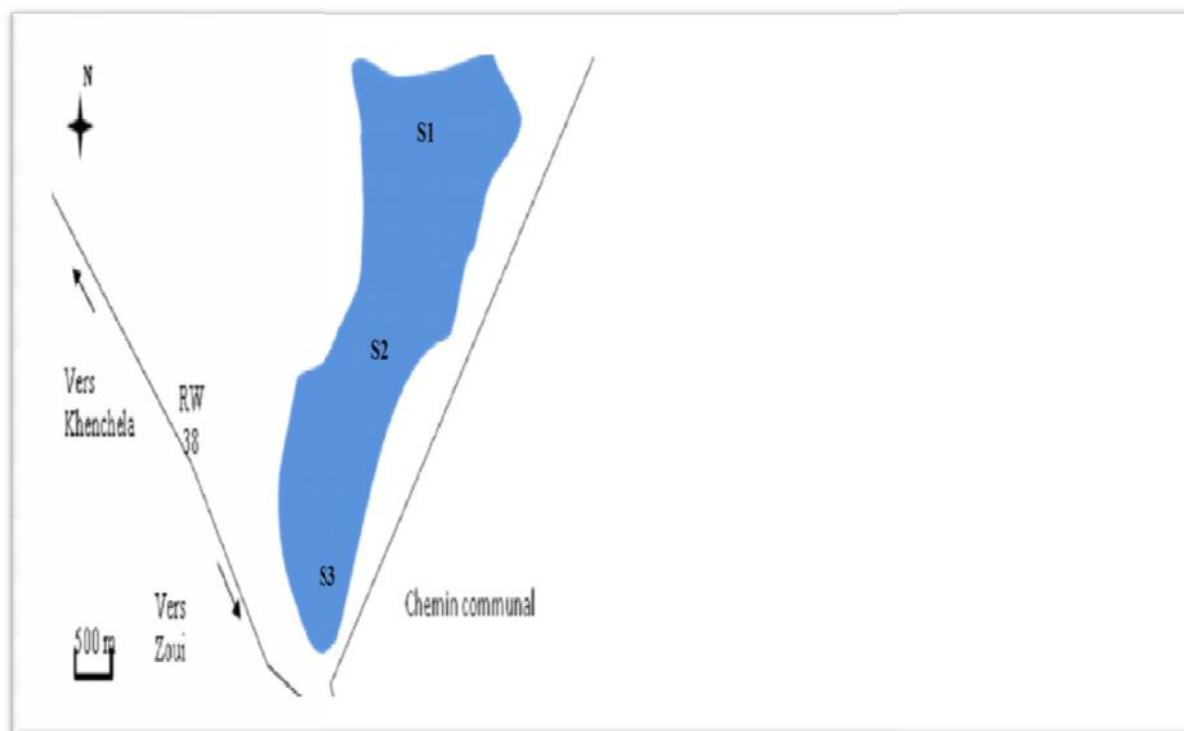 N
S1
S2
Vers
Khenchela
RW
38
S3
Vers
Zoui
Chemin communal
500 m